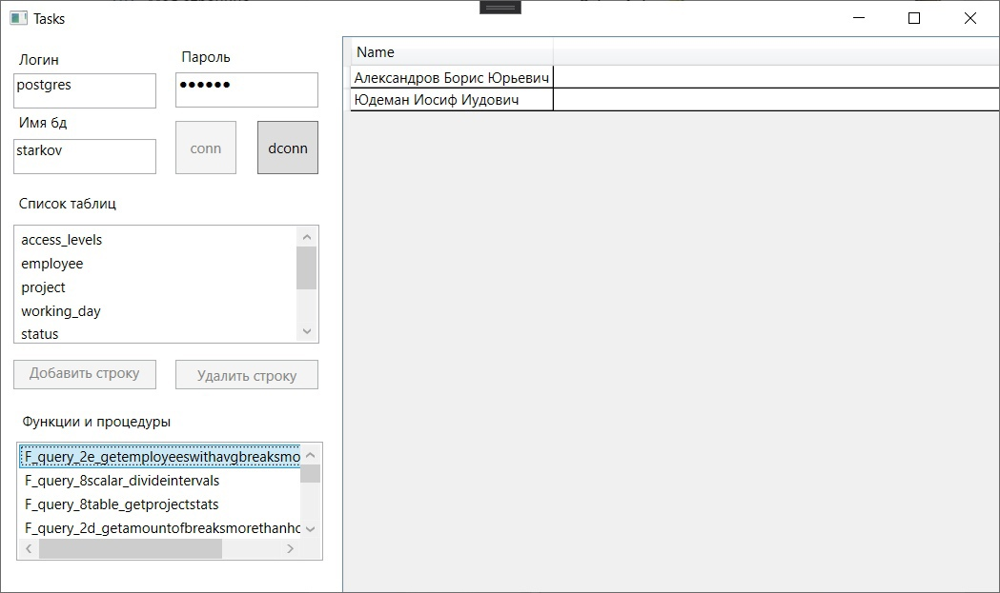 Tasks
Логин
Пароль
postgres
●●●●●●
Имя бд
starkov
conn
dconn
Список таблиц
access_levels
employee
project
working_day
status
Добавить строку
Удалить строку
Функции и процедуры
F_query_2e_getemployeeswithavgbreaksmo
F_query_8scalar_divideintervals
F_query_8table_getprojectstats
F_query_2d_getamountofbreaksmorethanho
Name
Александров Борис Юрьевич
Юдеман Иосиф Иудович